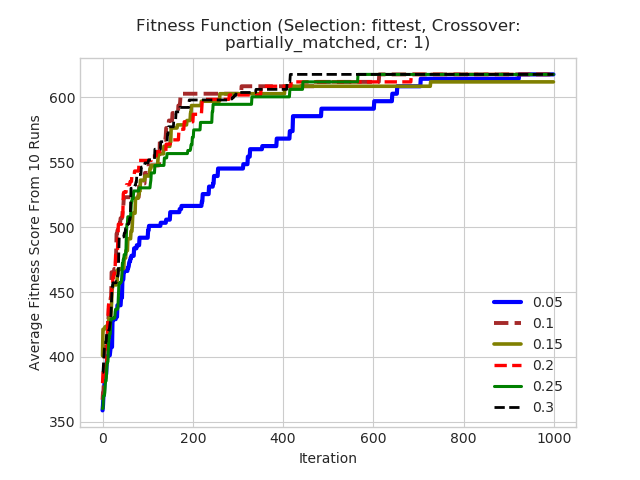 Fitness Function (Selection: fittest, Crossover:
partially_matched, cr: 1)
Average Fitness Score From 10 Runs
600
550
500
450
400
350
0.05
0.1
0.15
0.2
0.25
0.3
0 200 400 600 800 1000
Iteration